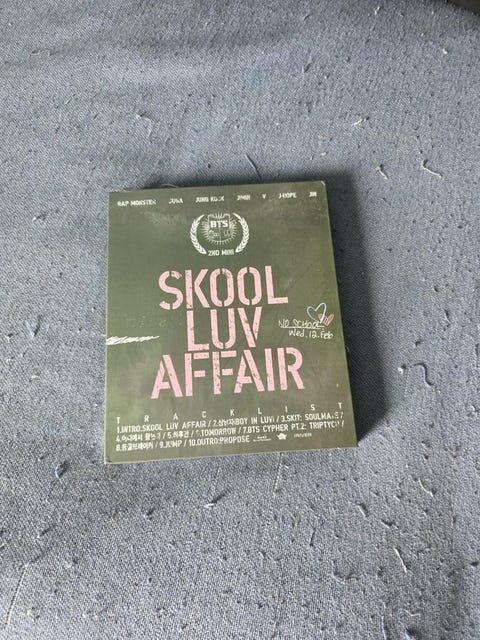 RAP MONSTER SUGA JUNG KOOK JIMIN V J-HOPE JIN
BTS
2ND MINI
SKOOL
LUV
AFFAIR
NO SCHOOL
Wed. 12. Feb
TRACKLIST
1.INTRO:SKOOL LUV AFFAIR / 2.상남자(BOY IN LUV) / 3.SKIT: SOULMATE /
4.어디에서 왔는지 / 5.하루만 / 6.TOMORROW / 7.BTS CYPHER PT.2: TRIPTYCH /
8.등골브레이커 / 9.JUMP / 10.OUTRO:PROPOSE